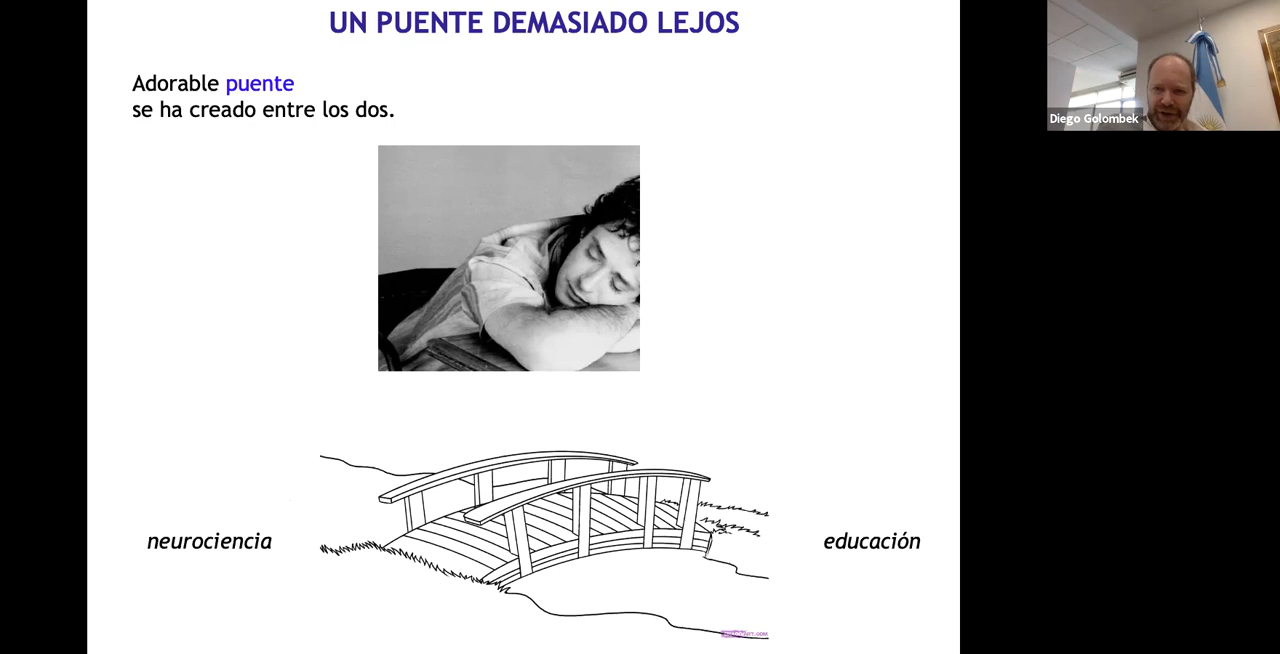 UN PUENTE DEMASIADO LEJOS
Adorable puente
se ha creado entre los dos.
Diego Golombek
neurociencia
educación